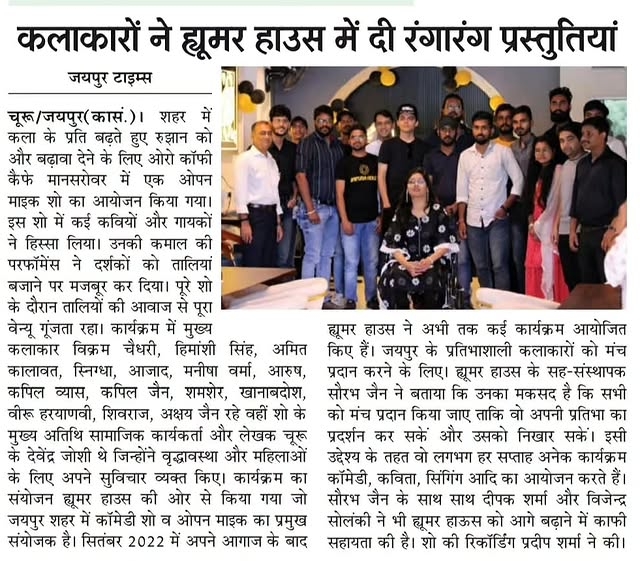 कलाकारों ने ह्यूमर हाउस में दी रंगारंग प्रस्तुतियां
जयपुर टाइम्स
चूरू/जयपुर(कासं.)। शहर में
कला के प्रति बढ़ते हुए रुझान को
और बढ़ावा देने के लिए ओरो कॉफी
कैफे मानसरोवर में एक ओपन
माइक शो का आयोजन किया गया।
इस शो में कई कवियों और गायकों
ने हिस्सा लिया। उनकी कमाल की
परफॉमेंस ने दर्शकों को तालियां
बजाने पर मजबूर कर दिया। पूरे शो
के दौरान तालियों की आवाज से पूरा
वेन्यू गूंजता रहा। कार्यक्रम में मुख्य
कलाकार विक्रम चैधरी, हिमांशी सिंह, अमित
कालावत, स्निग्धा, आजाद, मनीषा वर्मा, आरुष,
कपिल व्यास, कपिल जैन, शमशेर, खानाबदोश,
वीरू हरयाणवी, शिवराज, अक्षय जैन रहे वहीं शो के
मुख्य अतिथि सामाजिक कार्यकर्ता और लेखक चूरू
के देवेंद्र जोशी थे जिन्होंने वृद्धावस्था और महिलाओं
के लिए अपने सुविचार व्यक्त किए। कार्यक्रम का
संयोजन ह्यूमर हाउस की ओर से किया गया जो
जयपुर शहर में कॉमेडी शो व ओपन माइक का प्रमुख
संयोजक है। सितंबर 2022 में अपने आगाज के बाद
ह्यूमर हाउस ने अभी तक कई कार्यक्रम आयोजित
किए हैं। जयपुर के प्रतिभाशाली कलाकारों को मंच
प्रदान करने के लिए। ह्यूमर हाउस के सह-संस्थापक
सौरभ जैन ने बताया कि उनका मकसद है कि सभी
को मंच प्रदान किया जाए ताकि वो अपनी प्रतिभा का
प्रदर्शन कर सकें और उसको निखार सकें। इसी
उद्देश्य के तहत वो लगभग हर सप्ताह अनेक कार्यक्रम
कॉमेडी, कविता, सिंगिंग आदि का आयोजन करते हैं।
सौरभ जैन के साथ साथ दीपक शर्मा और विजेन्द्र
सोलंकी ने भी ह्यूमर हाऊस को आगे बढ़ाने में काफी
सहायता की है। शो की रिकॉर्डिंग प्रदीप शर्मा ने की।